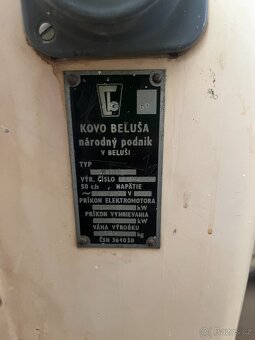 KOVO BELUŠA
národný podnik
V BELUŠI
TYP
VÝR. ČÍSLO
50 c/s NAPÄTIE
~ V
PRÍKON ELEKTROMOTORA
kW
PRÍKON VYHRIEVANIA
kW
VÁHA VÝROBKU
kg
ČSN 361030